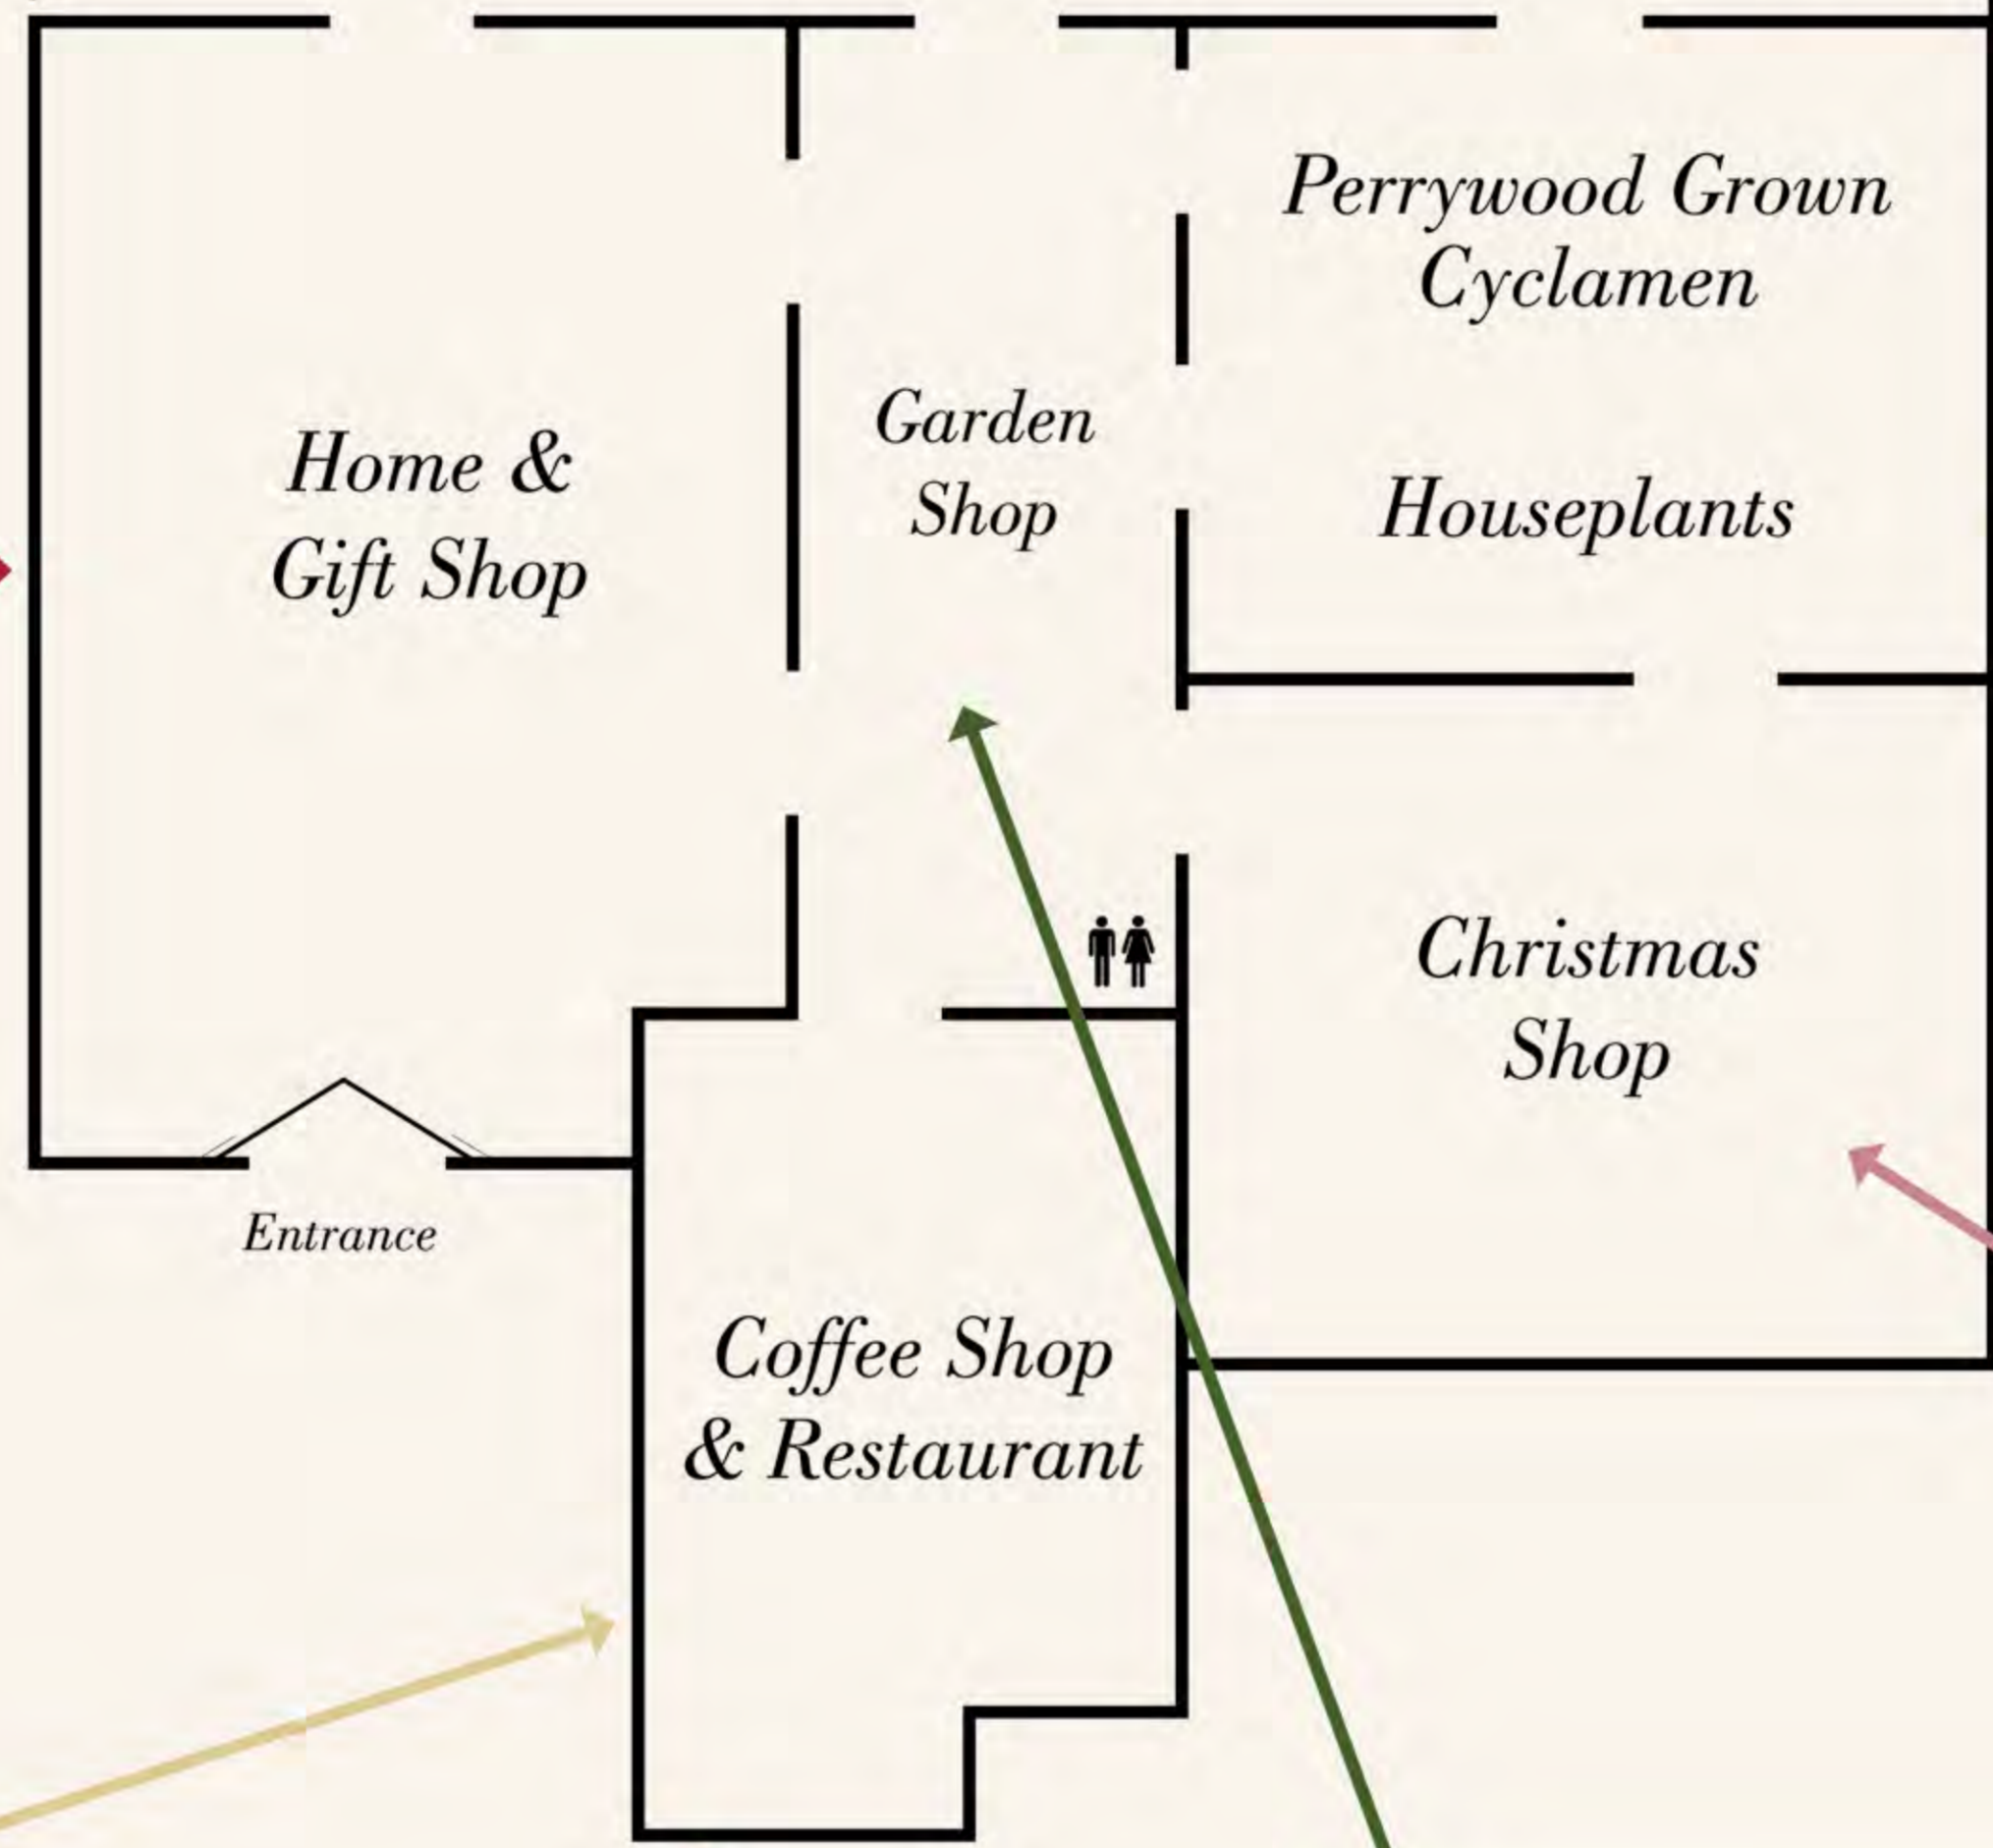 Perrywood Grown
Cyclamen
Garden
Shop
Home &
Gift Shop
Houseplants
Christmas
Shop
Entrance
Coffee Shop
& Restaurant